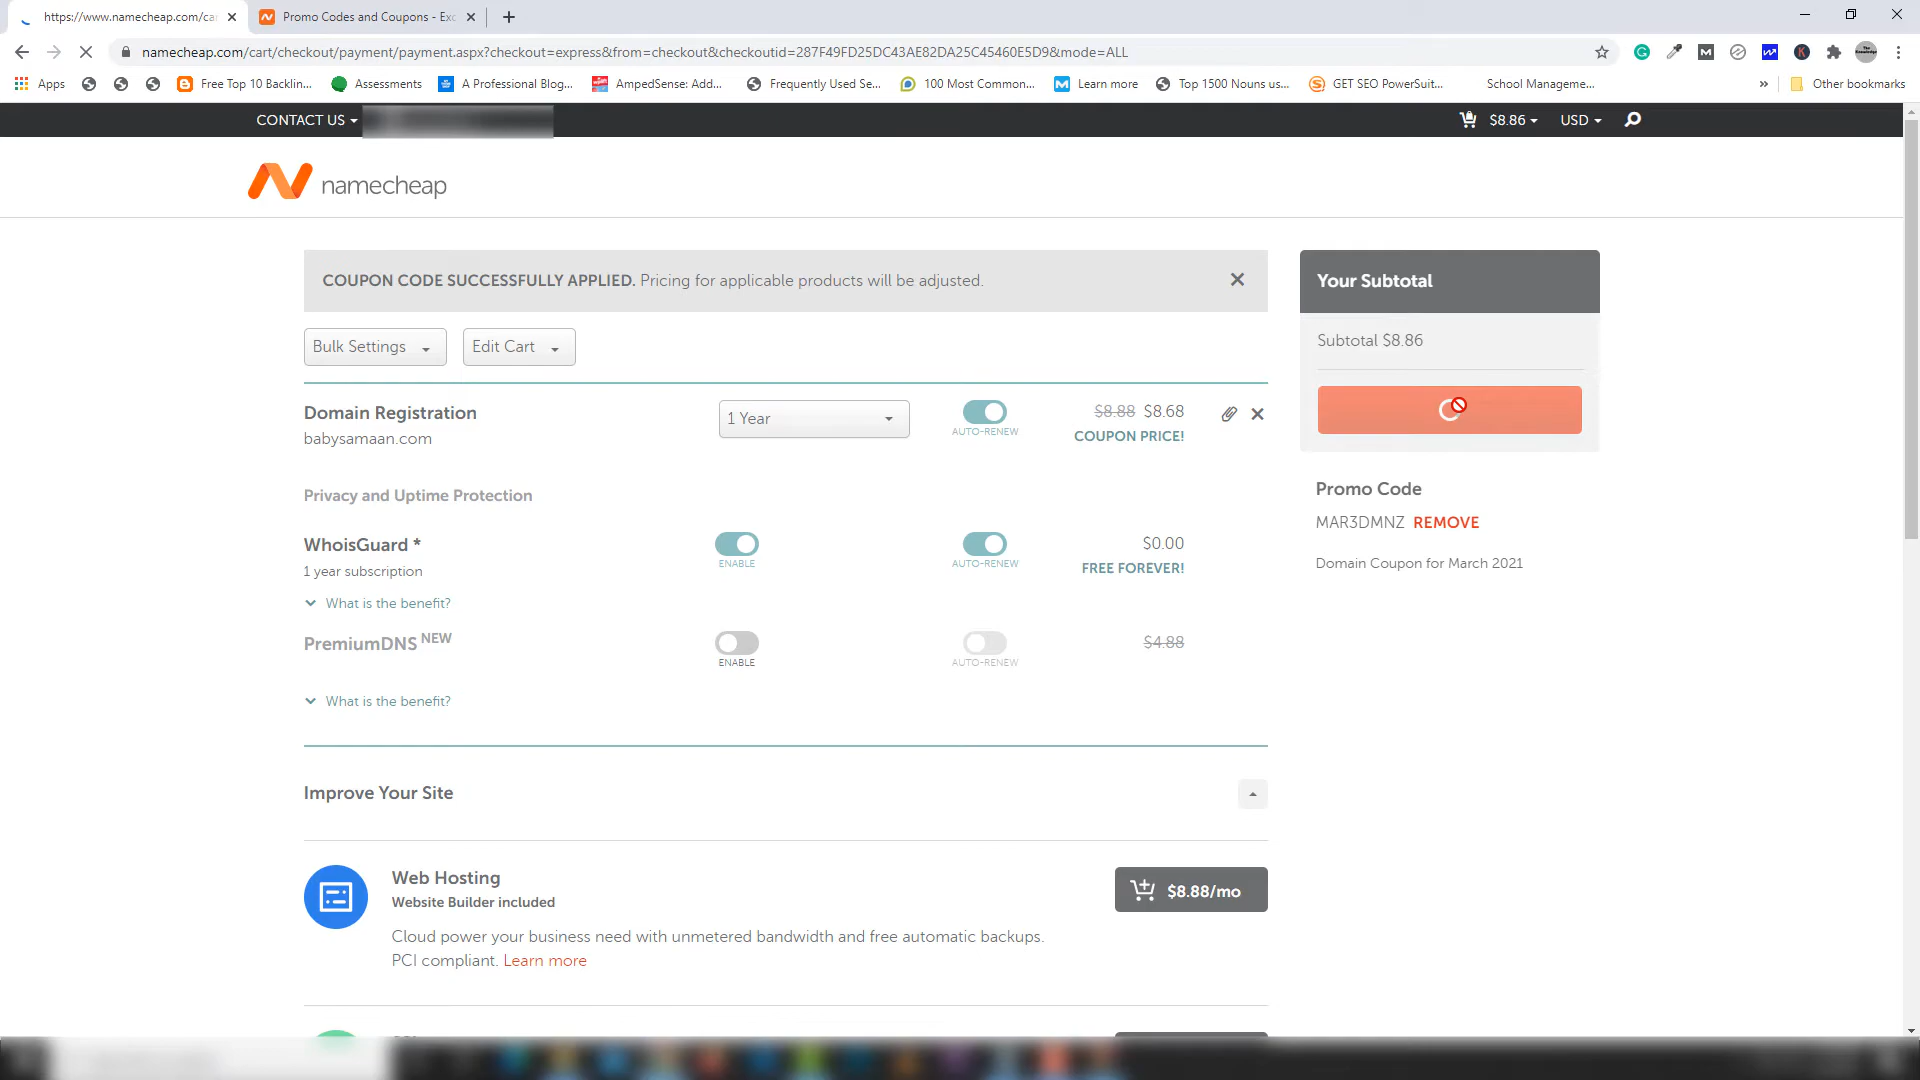 https://www.namecheap.com/car
Promo Codes and Coupons - Exc
namecheap.com/cart/checkout/payment/payment.aspx?checkout=express&from=checkout&checkoutid=287F49FD25DC43AE82DA25C45460E5D9&mode=ALL
Apps
Free Top 10 Backlin...
Assessments
A Professional Blog...
AmpedSense: Add...
Frequently Used Se...
100 Most Common...
Learn more
Top 1500 Nouns us...
GET SEO PowerSuit...
School Manageme...
»
Other bookmarks
CONTACT US
$8.86
USD
namecheap
COUPON CODE SUCCESSFULLY APPLIED. Pricing for applicable products will be adjusted.
Bulk Settings
Edit Cart
Domain Registration
babysamaan.com
1 Year
AUTO-RENEW
$8.88 $8.68
COUPON PRICE!
Privacy and Uptime Protection
WhoisGuard *
1 year subscription
ENABLE
AUTO-RENEW
$0.00
FREE FOREVER!
What is the benefit?
PremiumDNS NEW
ENABLE
AUTO-RENEW
$4.88
What is the benefit?
Improve Your Site
Web Hosting
Website Builder included
$8.88/mo
Cloud power your business need with unmetered bandwidth and free automatic backups.
PCI compliant. Learn more
Your Subtotal
Subtotal $8.86
Promo Code
MAR3DMNZ REMOVE
Domain Coupon for March 2021